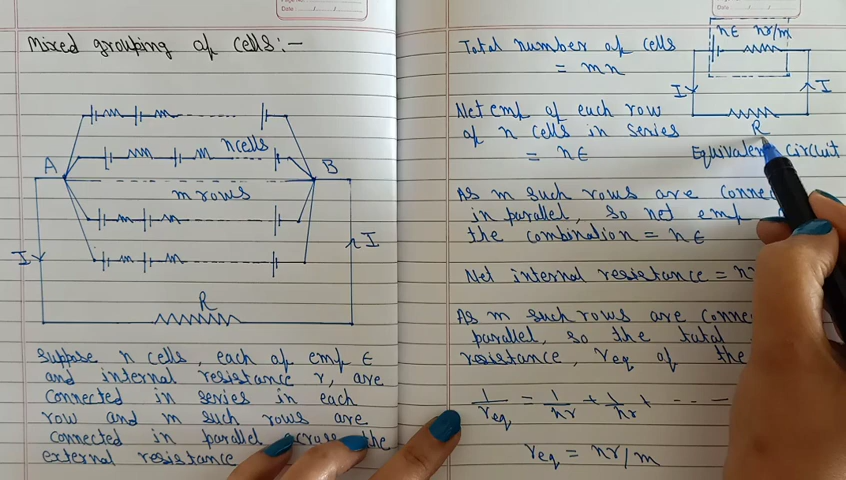 Mixed grouping of cells:-
n cells
A
B
m rows
I
I
R
Suppose n cells, each of emf ε
and internal resistance r, are
connected in series in each
row and m such rows are
connected in parallel across the
external resistance
Date
Date
nε nr/m
I
I
R
Equivalent circuit
Total number of cells
= mn
Net emf of each row
of n cells in series
= nε
As m such rows are
in parallel, so net emf
the combination = nε
Net internal resistance =
As m such rows are
parallel, so the total
resistance, req of the
1/req = 1/nr + 1/nr + -- --
req = nr/m